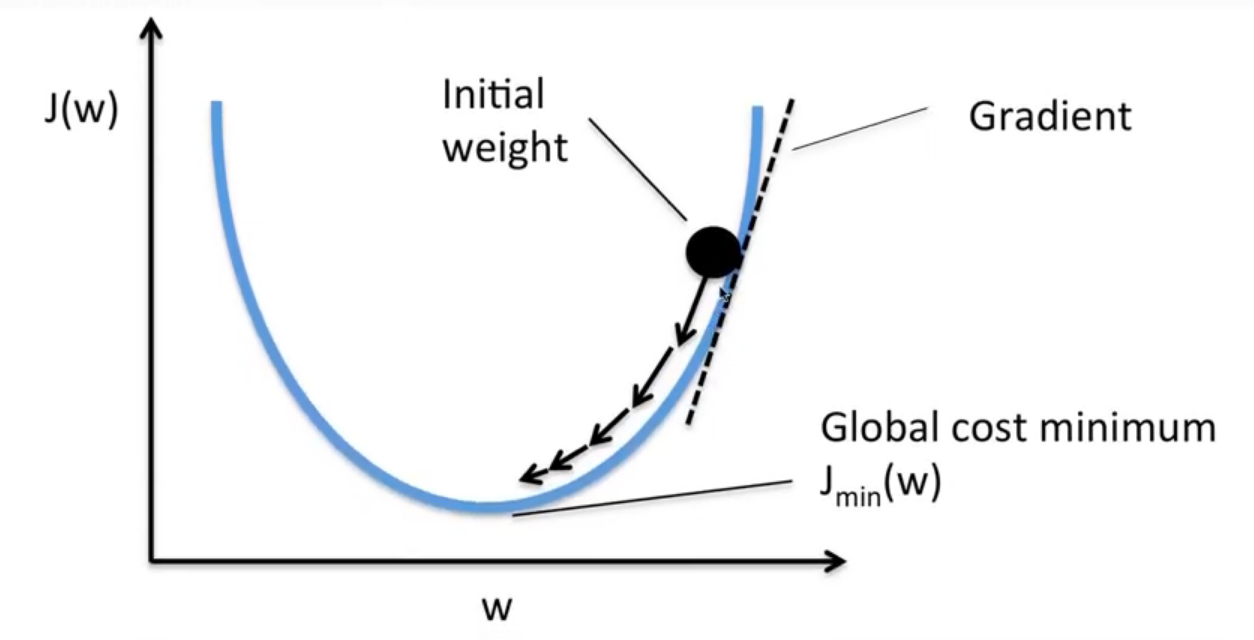 J(w)
Initial
weight
Gradient
Global cost minimum
Jmin(w)
w